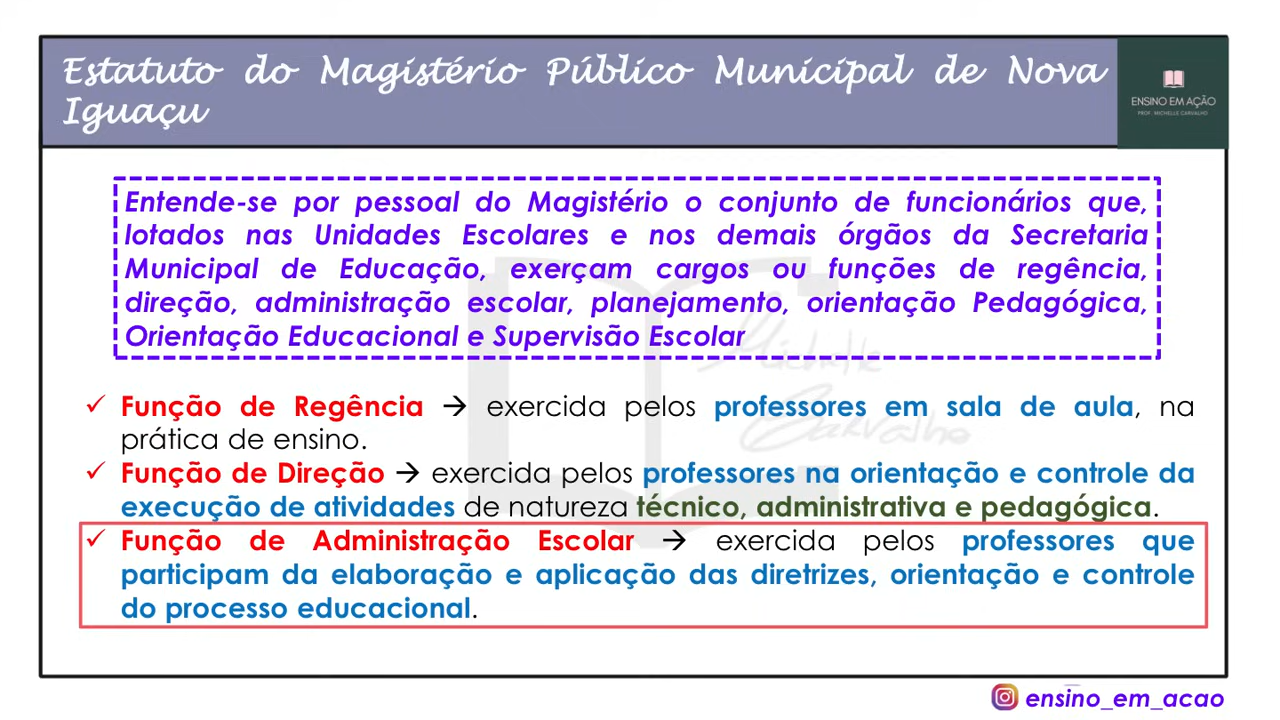 Estatuto do Magistério Público Municipal de Nova
Iguaçu
ENSINO EM AÇÃO
PROF. MICHELLE CARVALHO
Entende-se por pessoal do Magistério o conjunto de funcionários que,
lotados nas Unidades Escolares e nos demais órgãos da Secretaria
Municipal de Educação, exerçam cargos ou funções de regência,
direção, administração escolar, planejamento, orientação Pedagógica,
Orientação Educacional e Supervisão Escolar
Michelle
Carvalho
✓ Função de Regência → exercida pelos professores em sala de aula, na
prática de ensino.
✓ Função de Direção → exercida pelos professores na orientação e controle da
execução de atividades de natureza técnico, administrativa e pedagógica.
✓ Função de Administração Escolar → exercida pelos professores que
participam da elaboração e aplicação das diretrizes, orientação e controle
do processo educacional.
ensino_em_acao